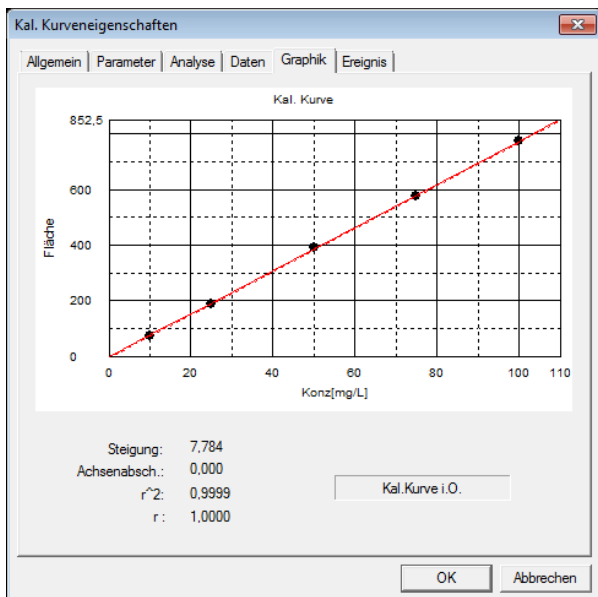 Kal. Kurveneigenschaften
Allgemein Parameter Analyse Daten Graphik Ereignis
Kal. Kurve
852,5
600
400
200
0
Fläche
0 20 40 60 80 100 110
Konz[mg/L]
Steigung: 7,784
Achsenabsch.: 0,000
r^2: 0,9999
r : 1,0000
Kal.Kurve i.O.
OK Abbrechen